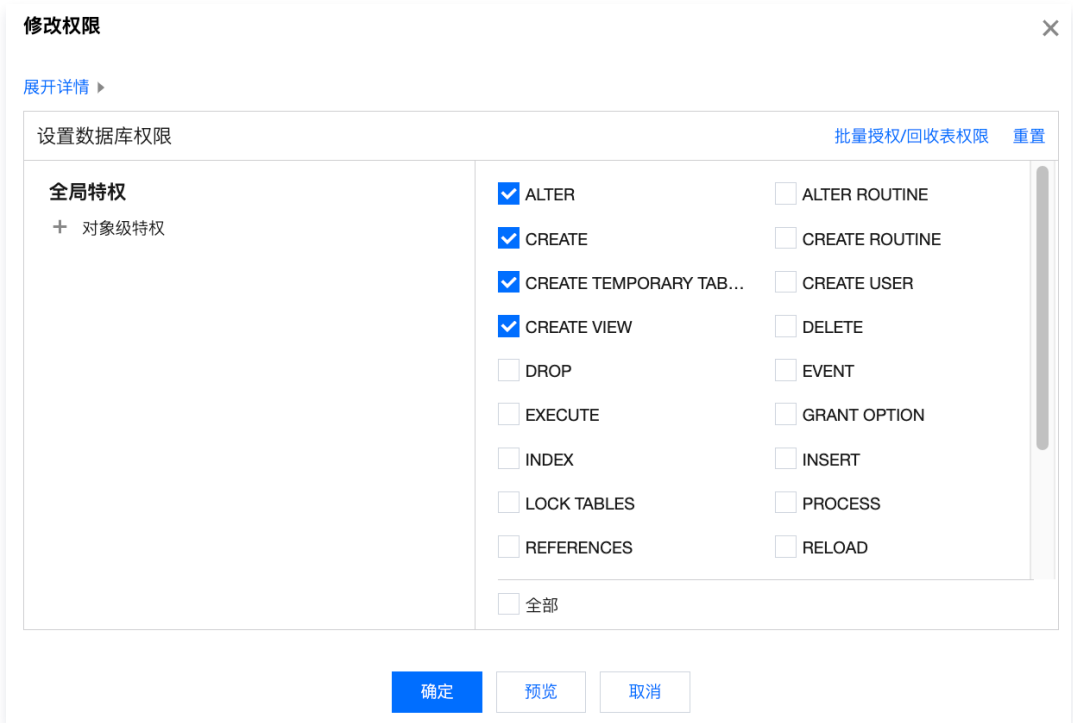 修改权限
展开详情
设置数据库权限 批量授权/回收表权限 重置
全局特权
对象级特权
ALTER ALTER ROUTINE
CREATE CREATE ROUTINE
CREATE TEMPORARY TAB... CREATE USER
CREATE VIEW DELETE
DROP EVENT
EXECUTE GRANT OPTION
INDEX INSERT
LOCK TABLES PROCESS
REFERENCES RELOAD
全部
确定 预览 取消